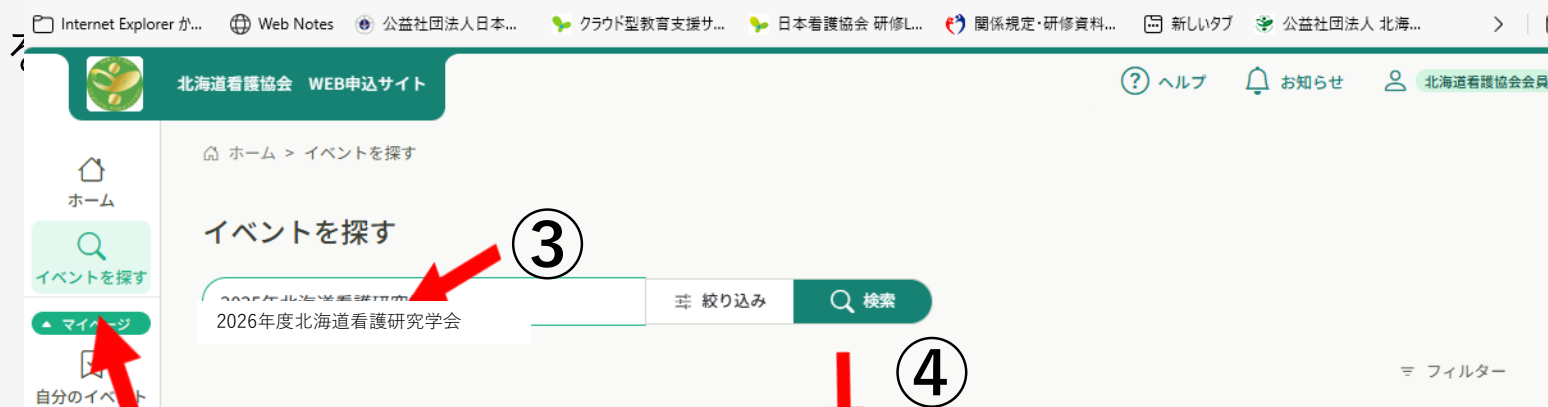 Internet Explorer か... Web Notes 公益社団法人日本... クラウド型教育支援サ... 日本看護協会 研修L... 関係規定・研修資料... 新しいタブ 公益社団法人 北海...
北海道看護協会 WEB申込サイト
ヘルプ お知らせ 北海道看護協会会員
ホーム > イベントを探す
ホーム
イベントを探す
③
イベントを探す
絞り込み 検索
2026年度北海道看護研究学会
マイページ
④
フィルター
自分のイベント